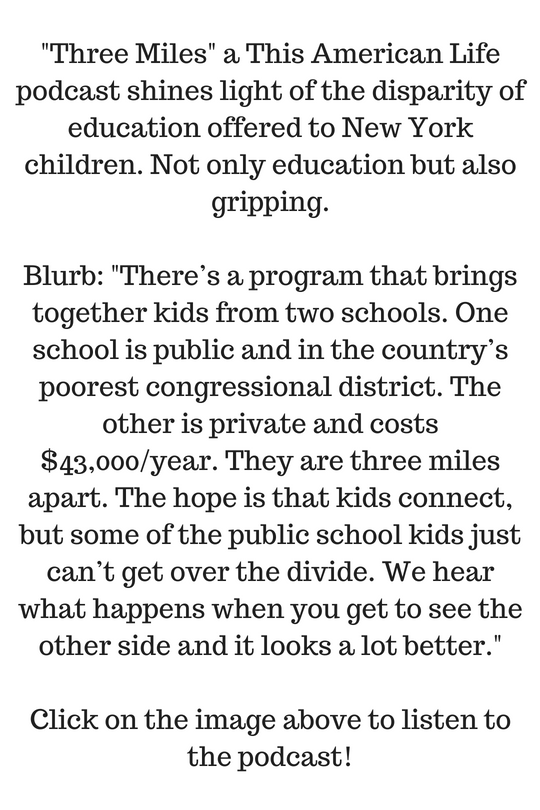 "Three Miles" a This American Life
podcast shines light of the disparity of
education offered to New York
children. Not only education but also
gripping.
Blurb: "There’s a program that brings
together kids from two schools. One
school is public and in the country’s
poorest congressional district. The
other is private and costs
$43,000/year. They are three miles
apart. The hope is that kids connect,
but some of the public school kids just
can’t get over the divide. We hear
what happens when you get to see the
other side and it looks a lot better."
Click on the image above to listen to
the podcast!